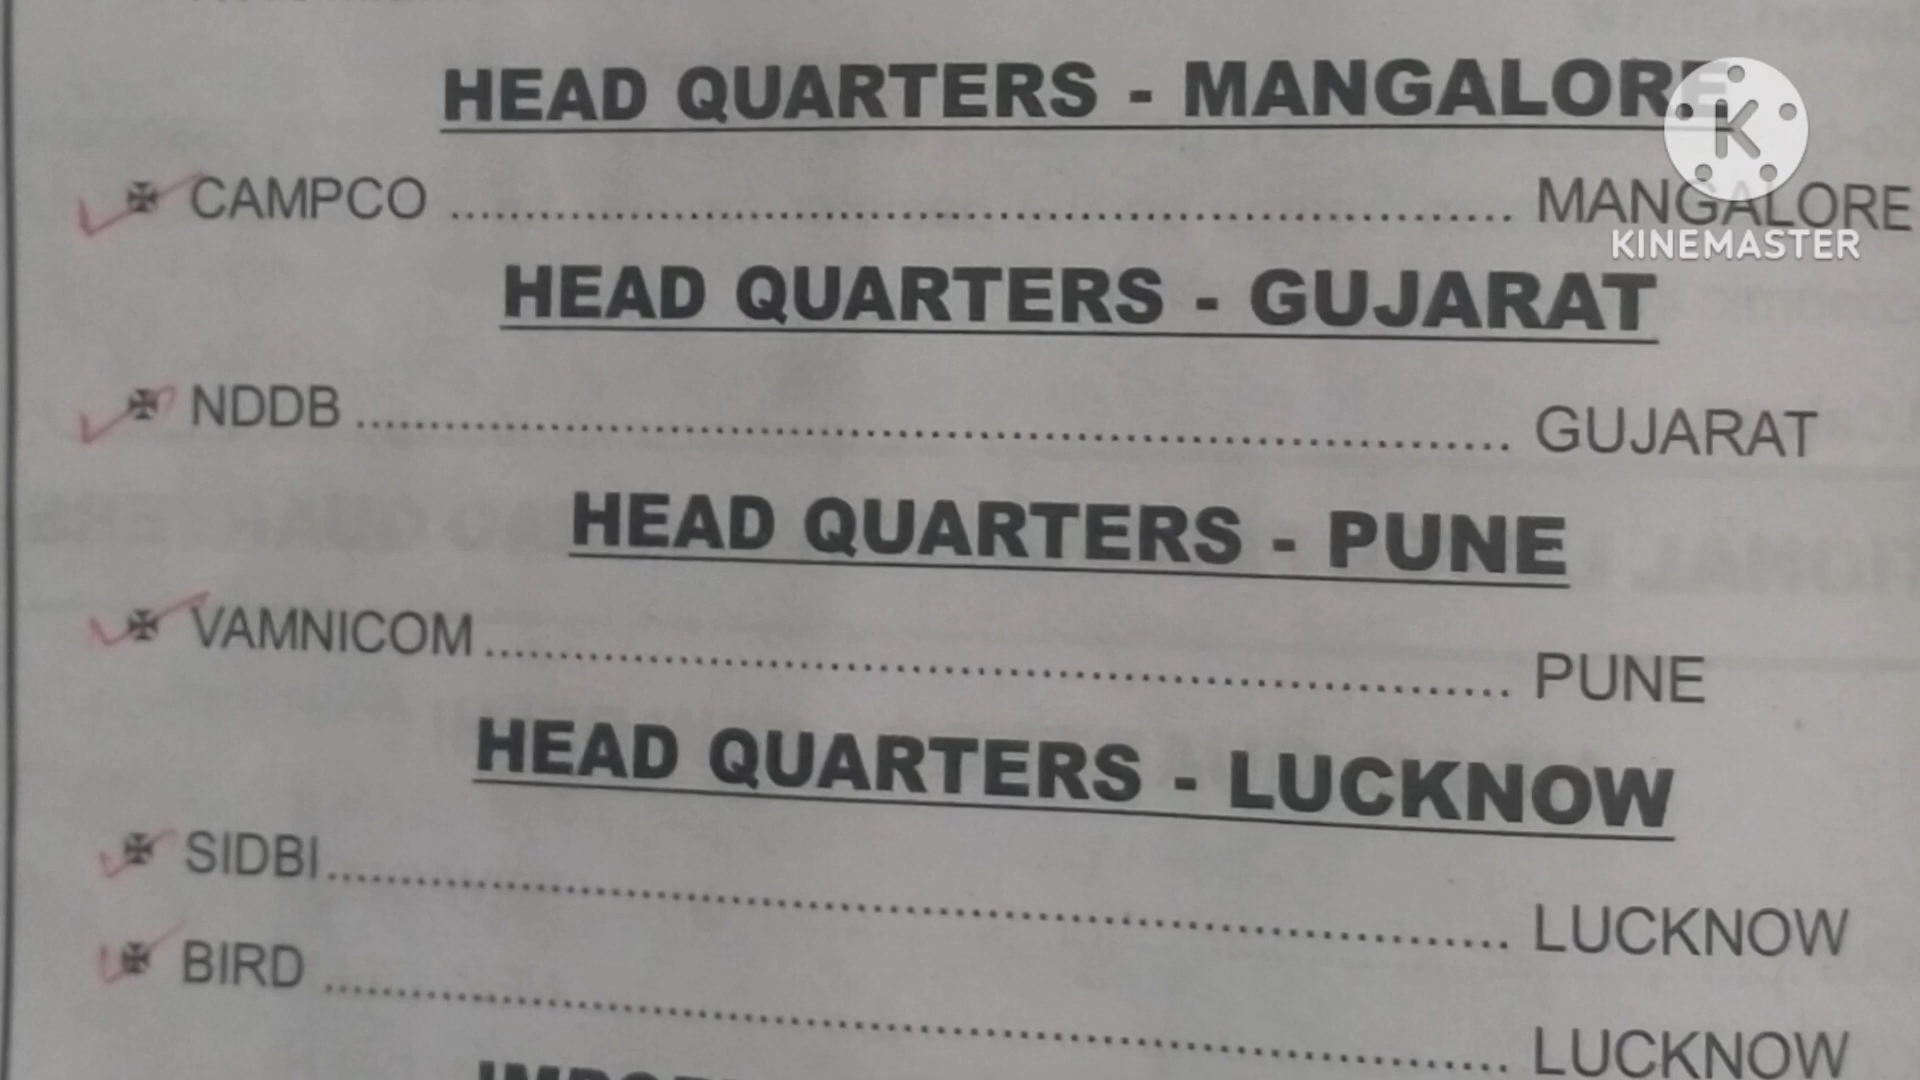 HEAD QUARTERS - MANGALORE
K
CAMPCO ........................................ MANGALORE
KINEMASTER
HEAD QUARTERS - GUJARAT
NDDB ........................................ GUJARAT
HEAD QUARTERS - PUNE
VAMNICOM ........................................ PUNE
HEAD QUARTERS - LUCKNOW
SIDBI ........................................ LUCKNOW
BIRD ........................................ LUCKNOW